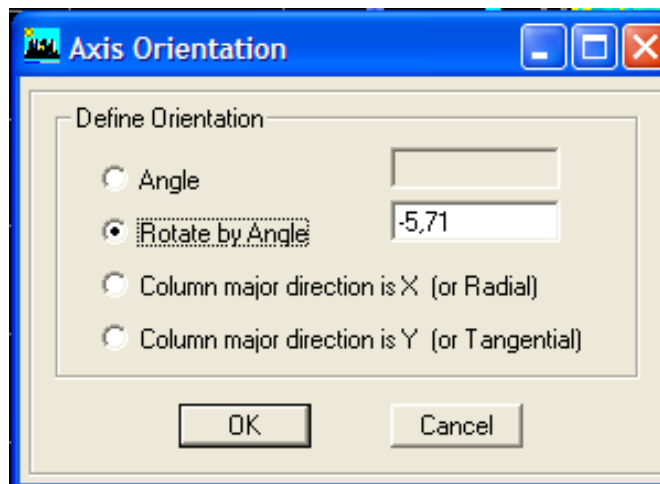 Axis Orientation
Define Orientation
Angle
Rotate by Angle
-5,71
Column major direction is X (or Radial)
Column major direction is Y (or Tangential)
OK
Cancel